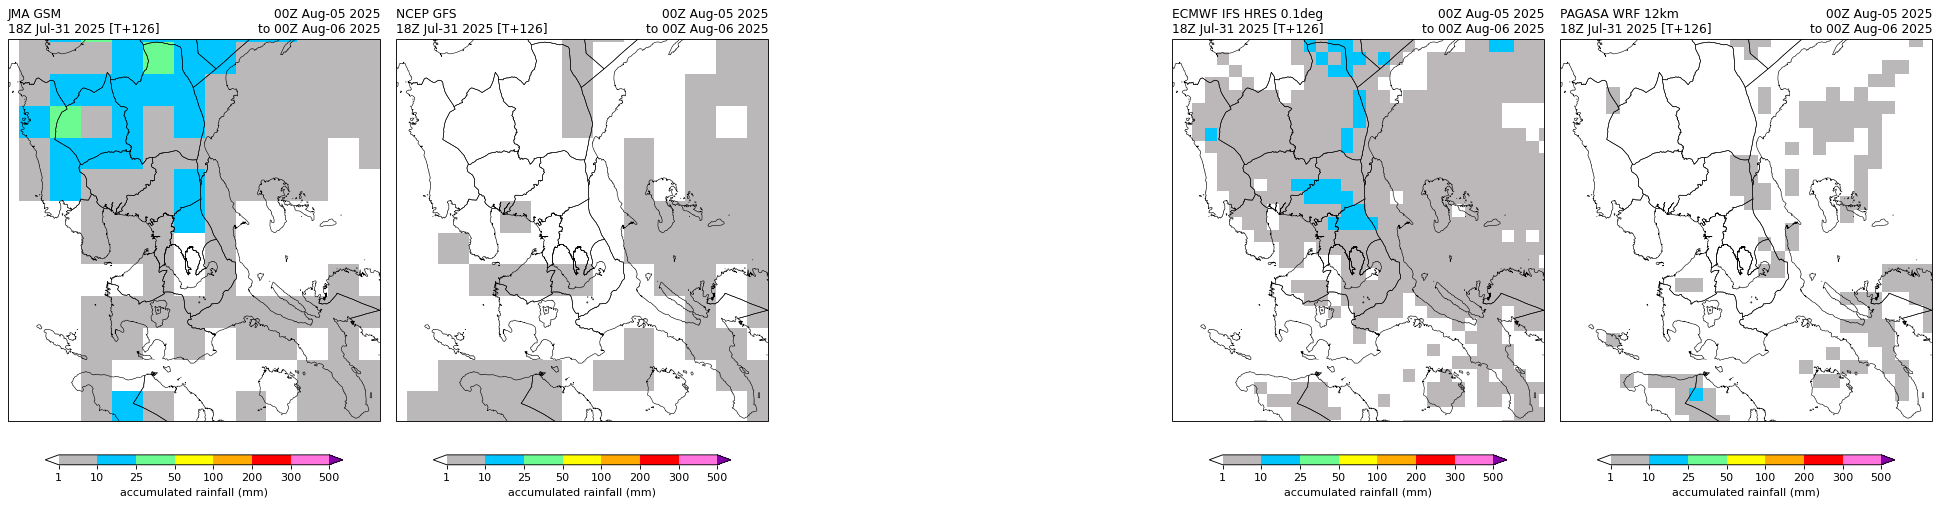 JMA GSM 00Z Aug-05 2025
18Z Jul-31 2025 [T+126] to 00Z Aug-06 2025
NCEP GFS 00Z Aug-05 2025
18Z Jul-31 2025 [T+126] to 00Z Aug-06 2025
ECMWF IFS HRES 0.1deg 00Z Aug-05 2025
18Z Jul-31 2025 [T+126] to 00Z Aug-06 2025
PAGASA WRF 12km 00Z Aug-05 2025
18Z Jul-31 2025 [T+126] to 00Z Aug-06 2025
1 10 25 50 100 200 300 500
accumulated rainfall (mm)
1 10 25 50 100 200 300 500
accumulated rainfall (mm)
1 10 25 50 100 200 300 500
accumulated rainfall (mm)
1 10 25 50 100 200 300 500
accumulated rainfall (mm)